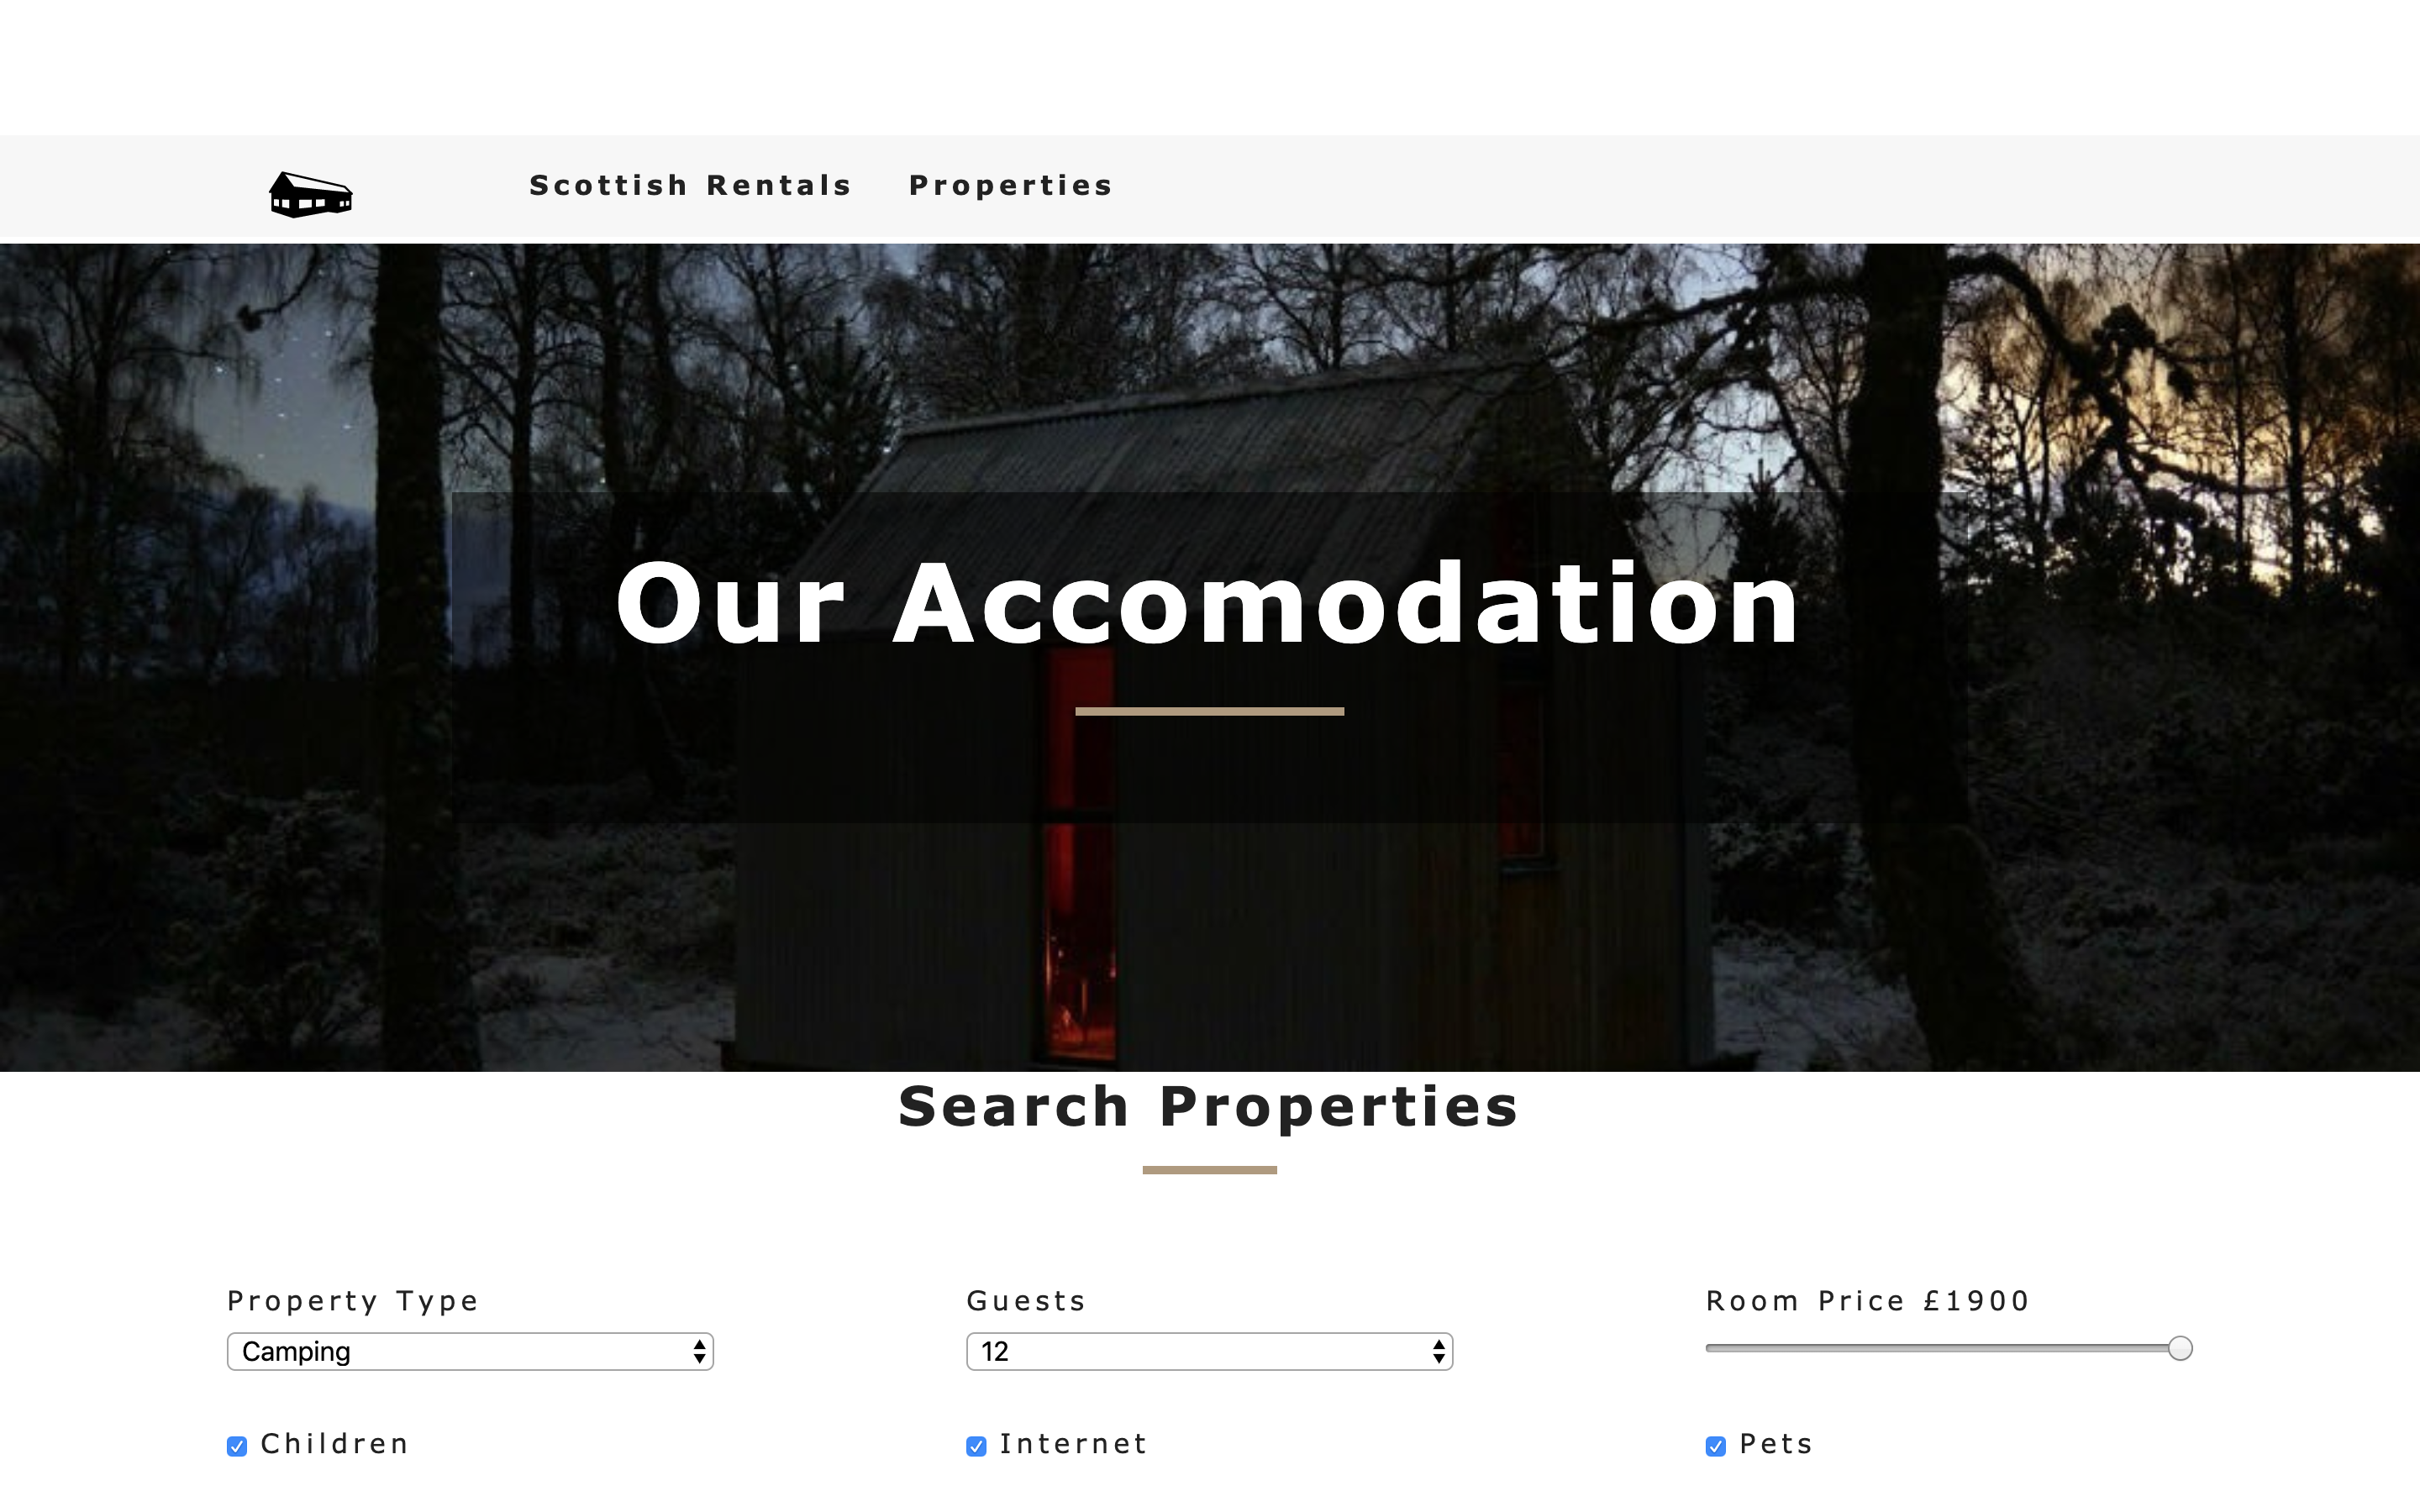 Scottish Rentals Properties
Our Accomodation
Search Properties
Property Type Guests Room Price £1900
Camping 12
Children Internet Pets